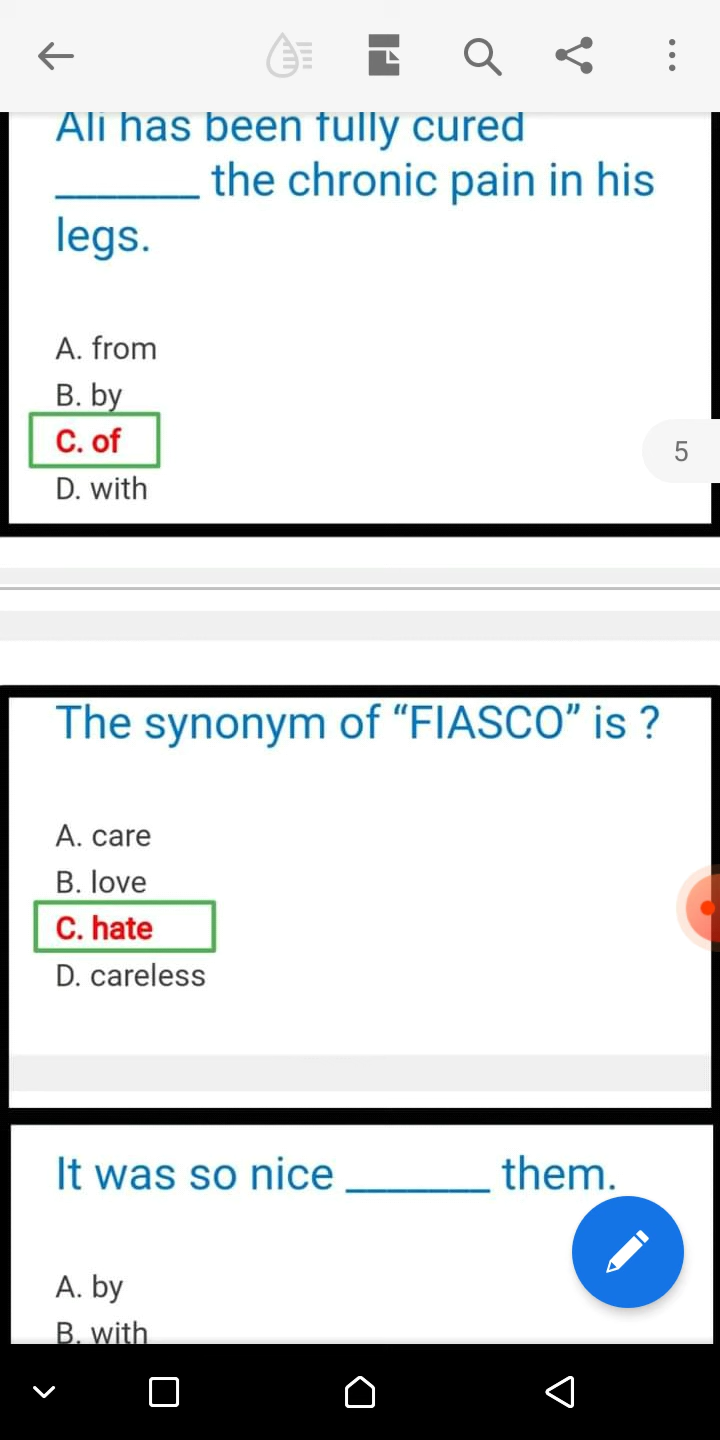 Ali has been fully cured
_______ the chronic pain in his
legs.
A. from
B. by
C. of
D. with
5
The synonym of “FIASCO” is ?
A. care
B. love
C. hate
D. careless
It was so nice _______ them.
A. by
B. with